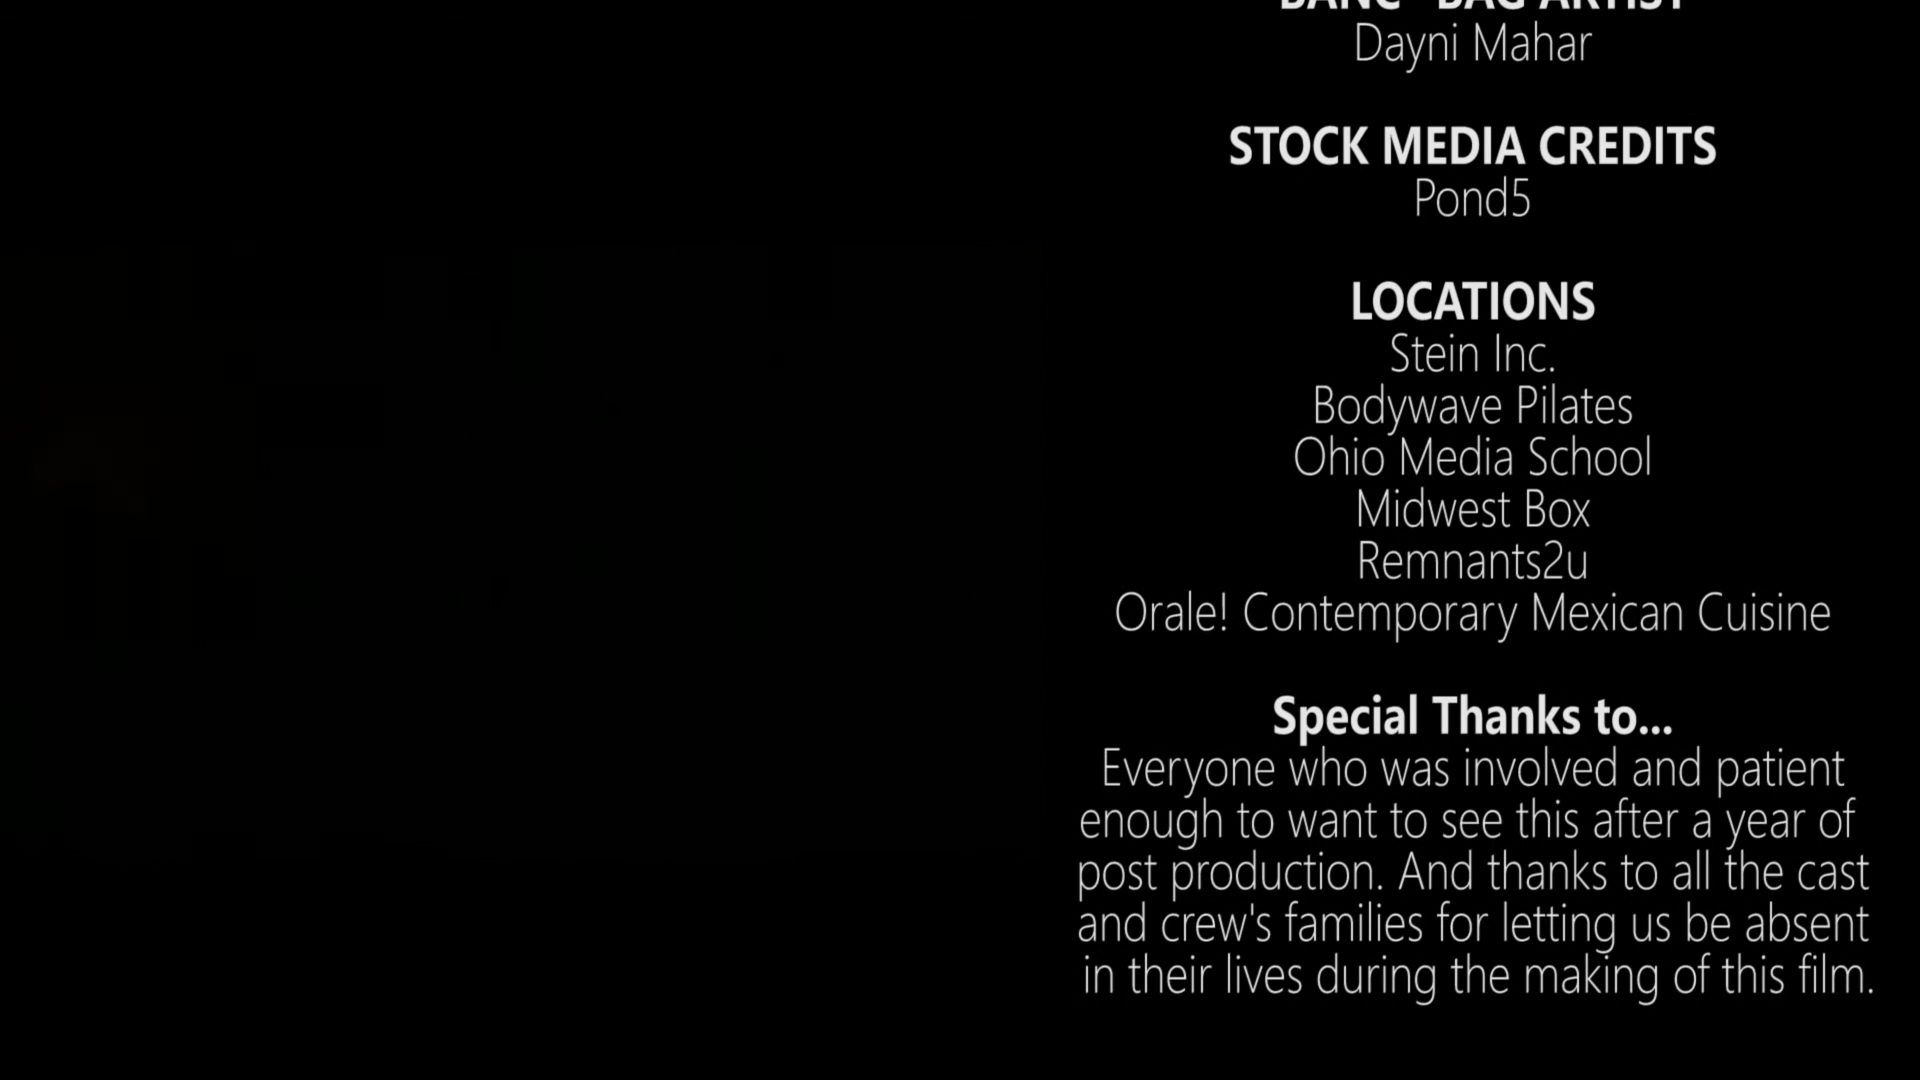 BAG ARTIST
Dayni Mahar
STOCK MEDIA CREDITS
Pond5
LOCATIONS
Stein Inc.
Bodywave Pilates
Ohio Media School
Midwest Box
Remnants2u
Orale! Contemporary Mexican Cuisine
Special Thanks to...
Everyone who was involved and patient
enough to want to see this after a year of
post production. And thanks to all the cast
and crew's families for letting us be absent
in their lives during the making of this film.